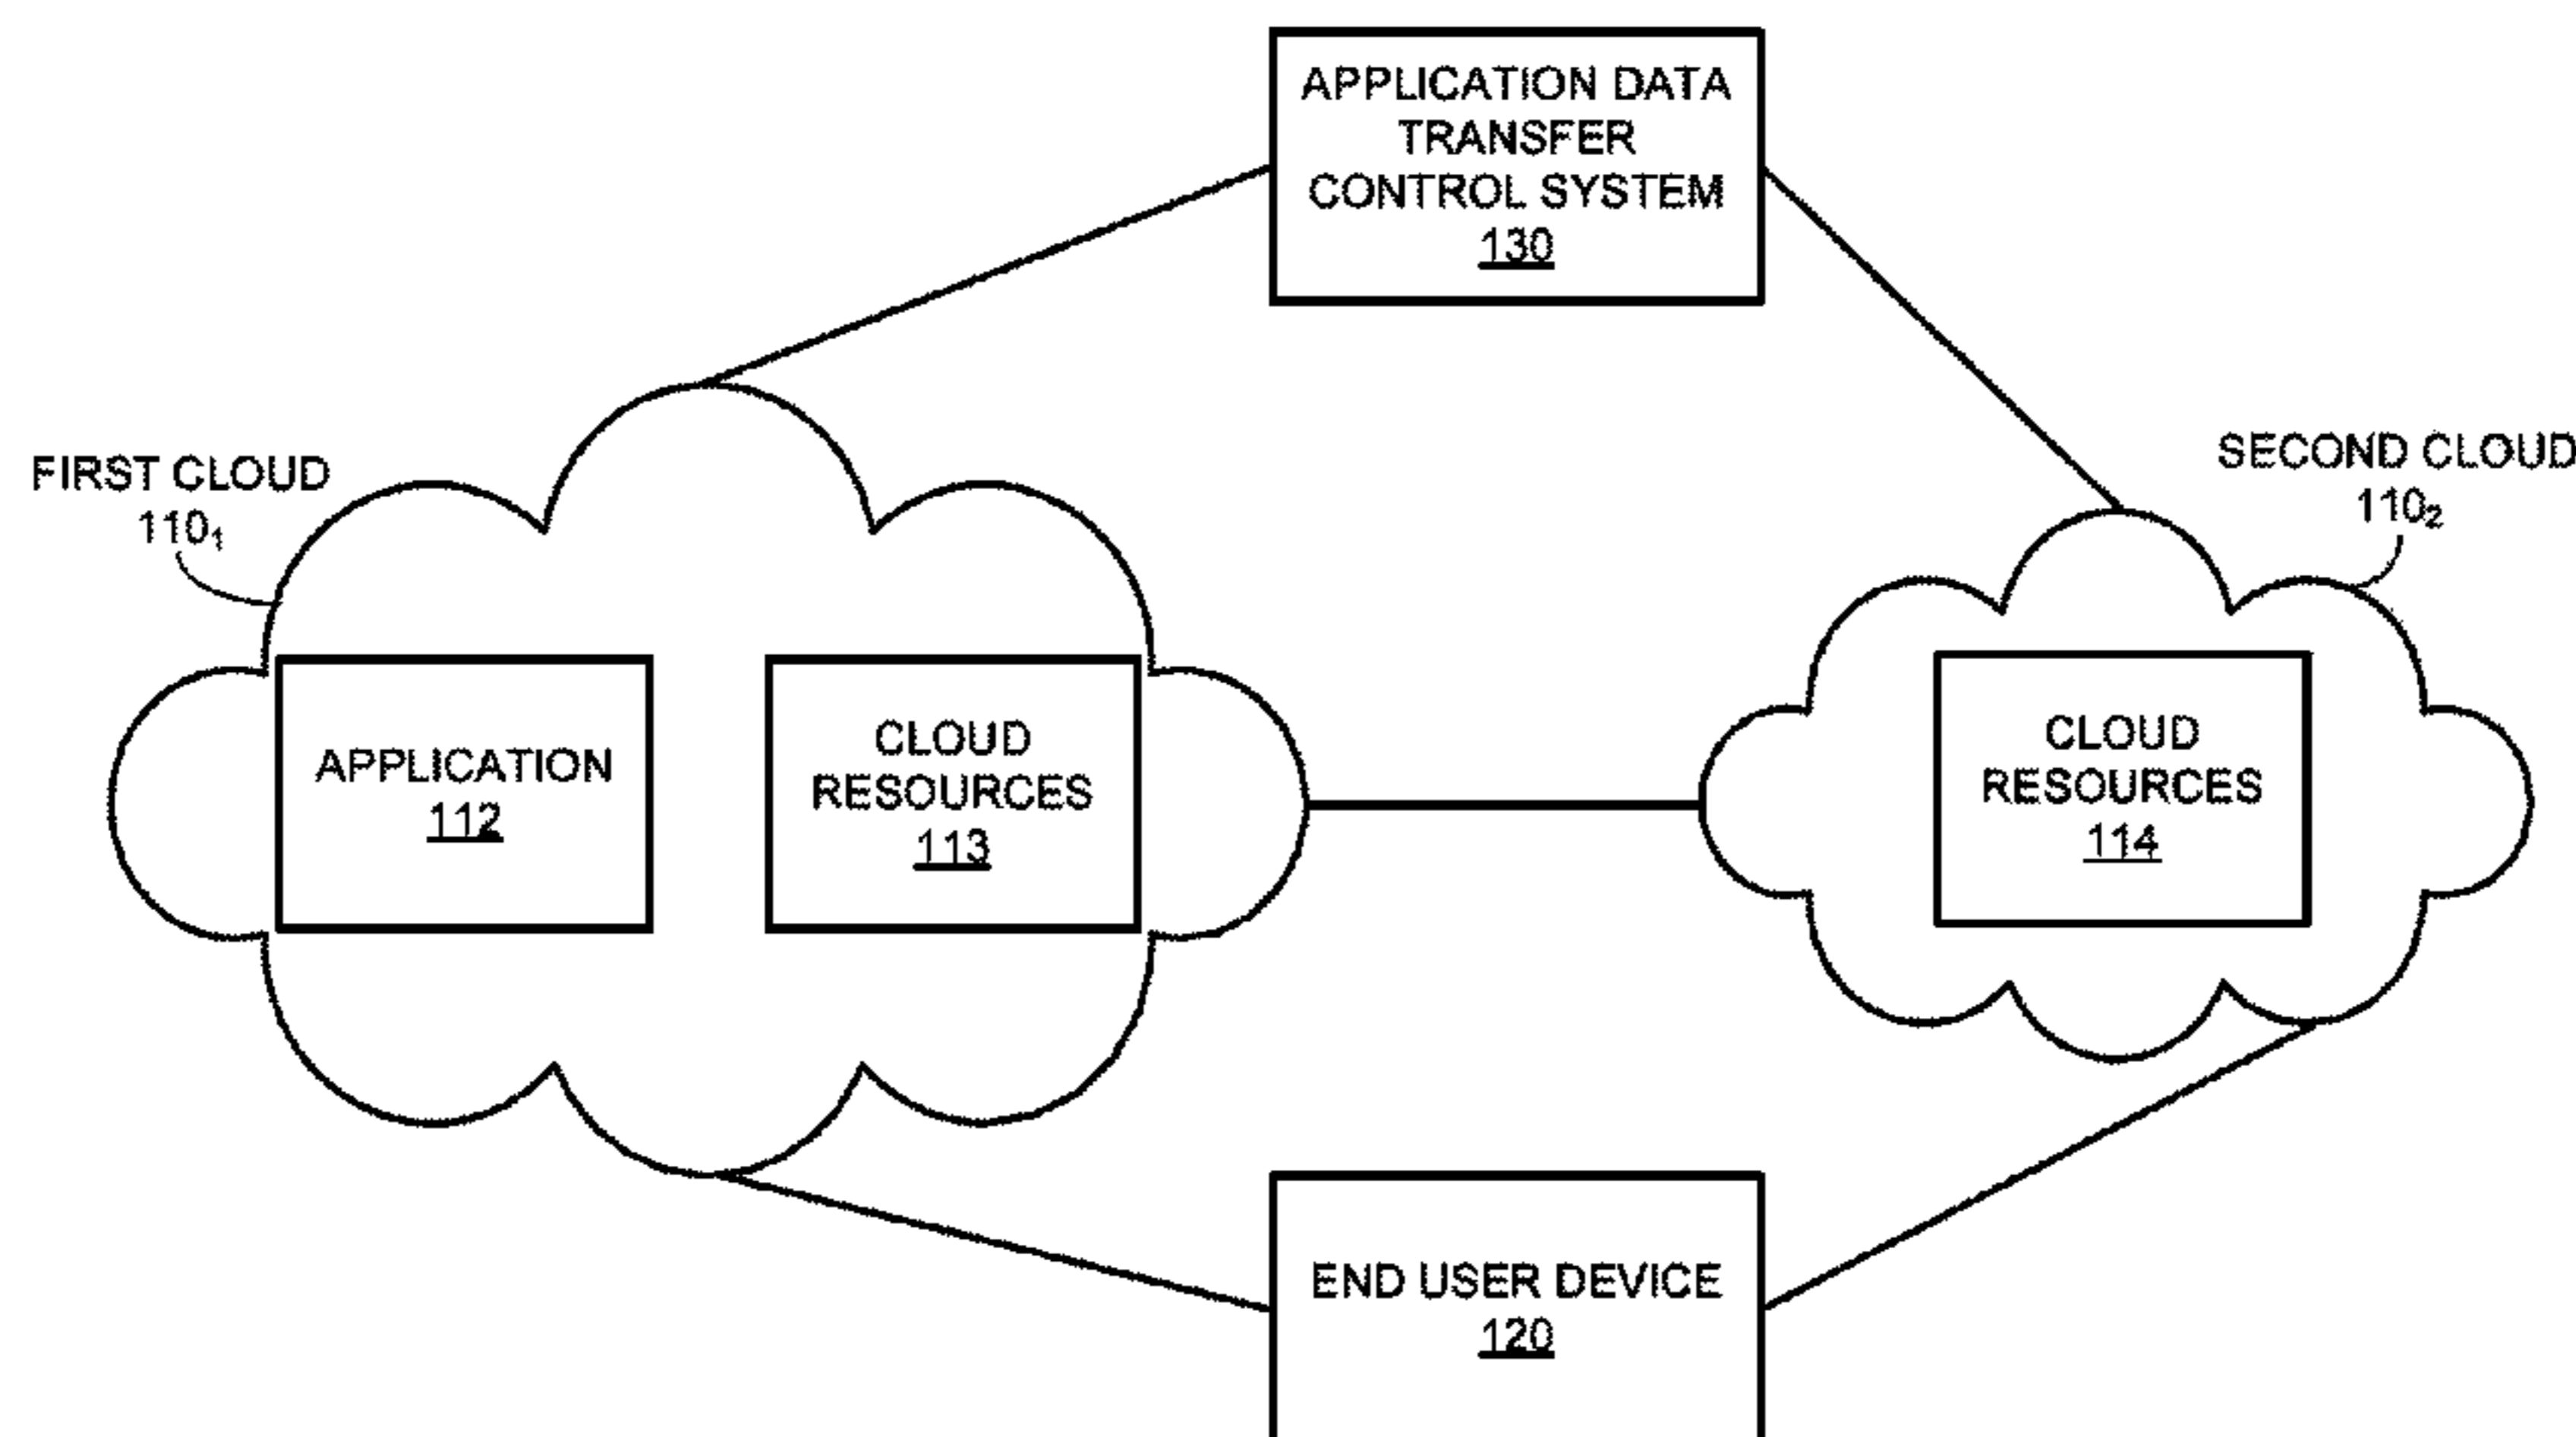 APPLICATION DATA
TRANSFER
CONTROL SYSTEM
130
FIRST CLOUD
110₁
SECOND CLOUD
110₂
APPLICATION
112
CLOUD
RESOURCES
113
CLOUD
RESOURCES
114
END USER DEVICE
120